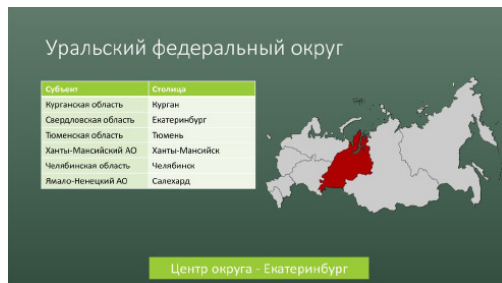 Уральский федеральный округ
Субъект Столица
Курганская область Курган
Свердловская область Екатеринбург
Тюменская область Тюмень
Ханты-Мансийский АО Ханты-Мансийск
Челябинская область Челябинск
Ямало-Ненецкий АО Салехард
Центр округа - Екатеринбург